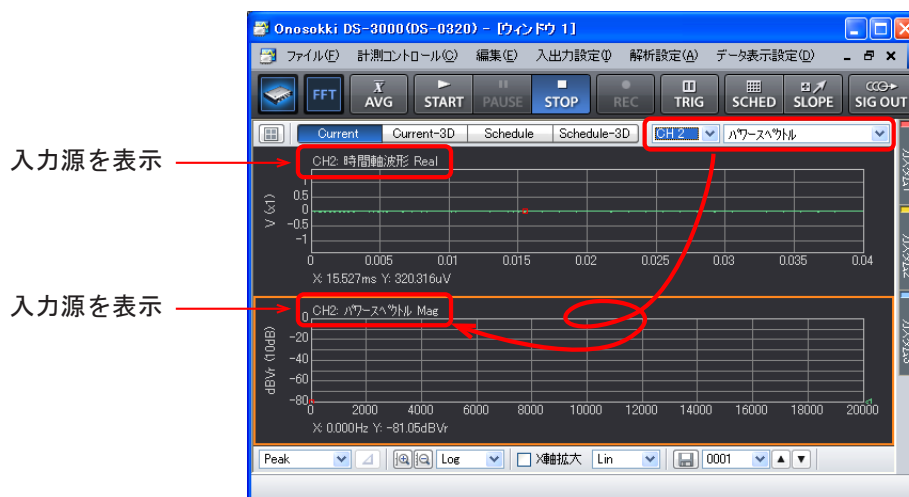 Onosokki DS-3000(DS-0320) - [ウィンドウ 1]
ファイル(F) 計測コントロール(C) 編集(E) 入出力設定(I) 解析設定(A) データ表示設定(D)
FFT X AVG START PAUSE STOP REC TRIG SCHED SLOPE SIG OUT
Current Current-3D Schedule Schedule-3D CH 2 パワースペクトル
入力源を表示
CH2: 時間軸波形 Real
V (x1)
1
0.5
0
-0.5
-1
0 0.005 0.01 0.015 0.02 0.025 0.03 0.035 0.04
X: 15.527ms Y: 320.316uV
入力源を表示
CH2: パワースペクトル Mag
dBVr (10dB)
0
-20
-40
-60
-80
0 2000 4000 6000 8000 10000 12000 14000 16000 18000 20000
X: 0.000Hz Y: -81.05dBVr
Peak Log X軸拡大 Lin 0001